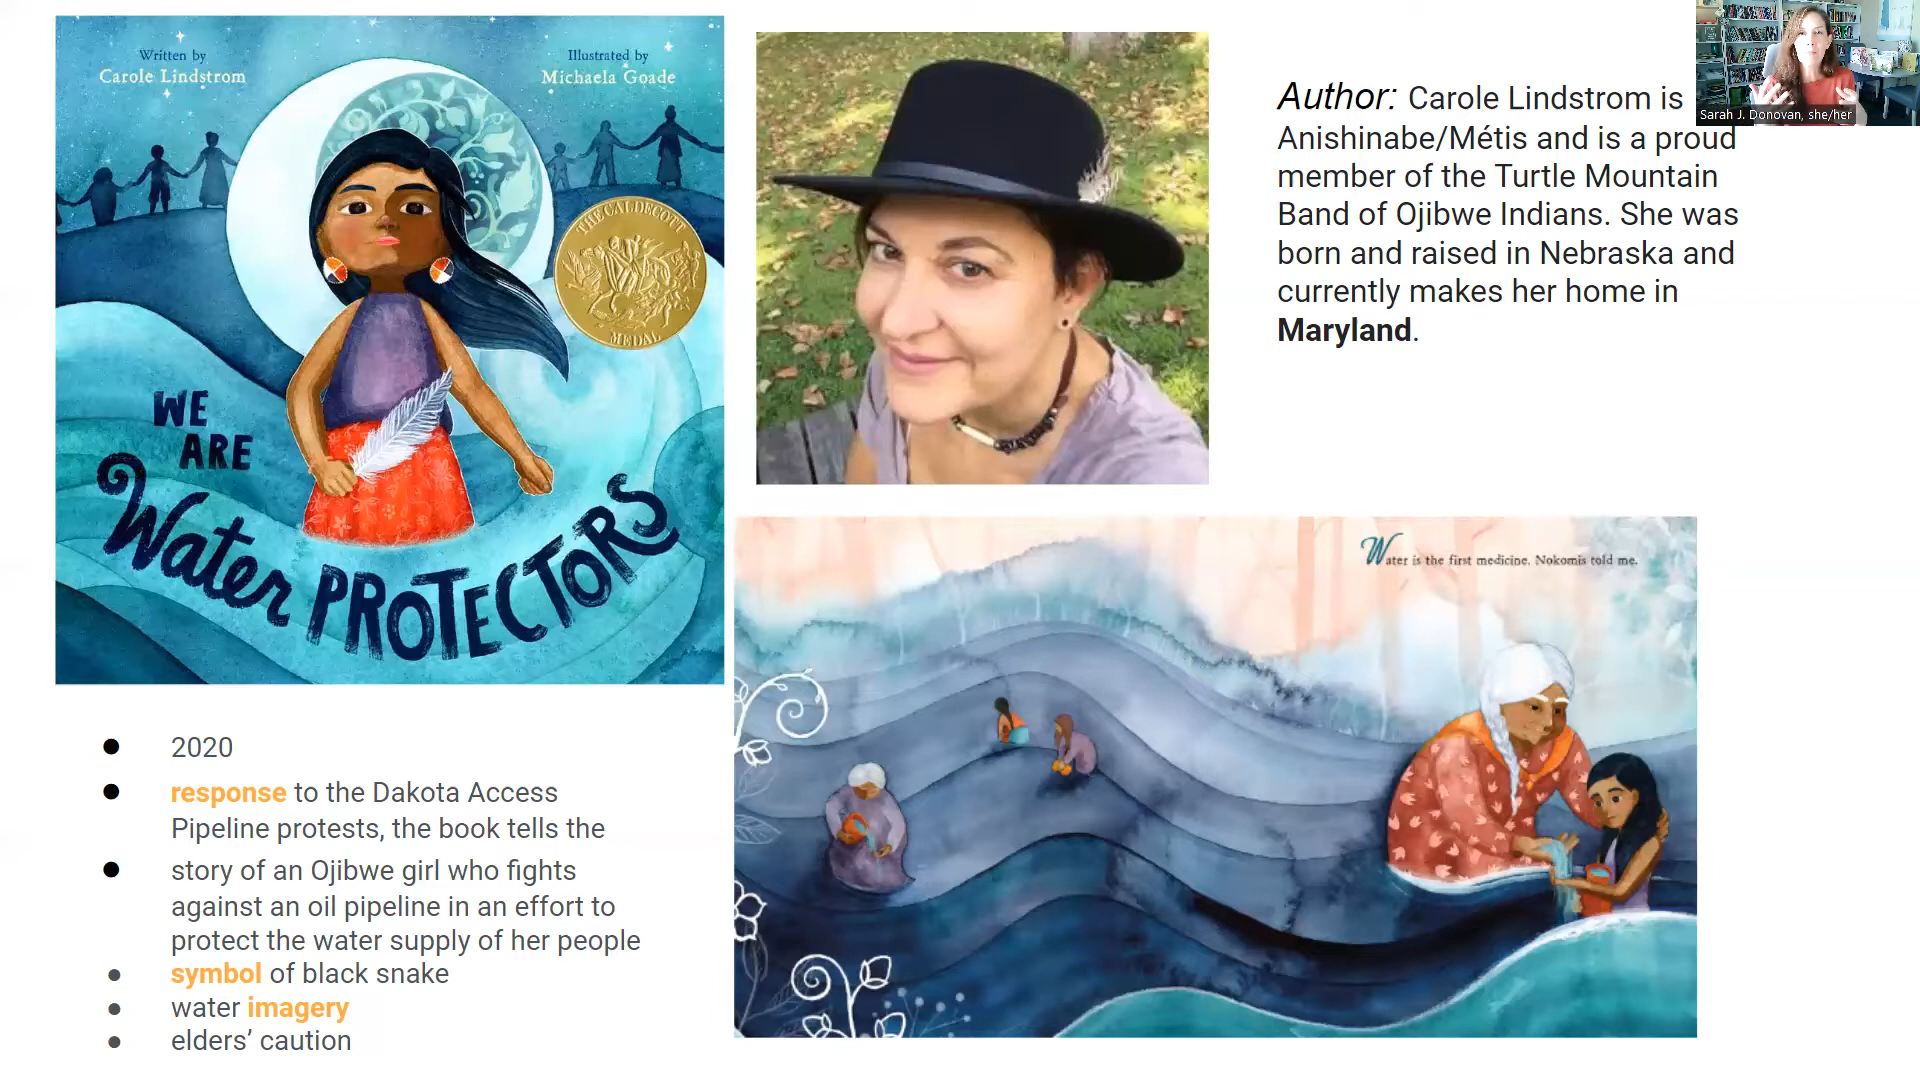 Written by
Carole Lindstrom
Illustrated by
Michaela Goade
THE CALDECOTT
MEDAL
WE
ARE
Water PROTECTORS
Author: Carole Lindstrom is
Anishinabe/Métis and is a proud
member of the Turtle Mountain
Band of Ojibwe Indians. She was
born and raised in Nebraska and
currently makes her home in
Maryland.
Sarah J. Donovan, she/her
Water is the first medicine. Nokomis told me.
● 2020
● response to the Dakota Access
Pipeline protests, the book tells the
● story of an Ojibwe girl who fights
against an oil pipeline in an effort to
protect the water supply of her people
● symbol of black snake
● water imagery
● elders’ caution